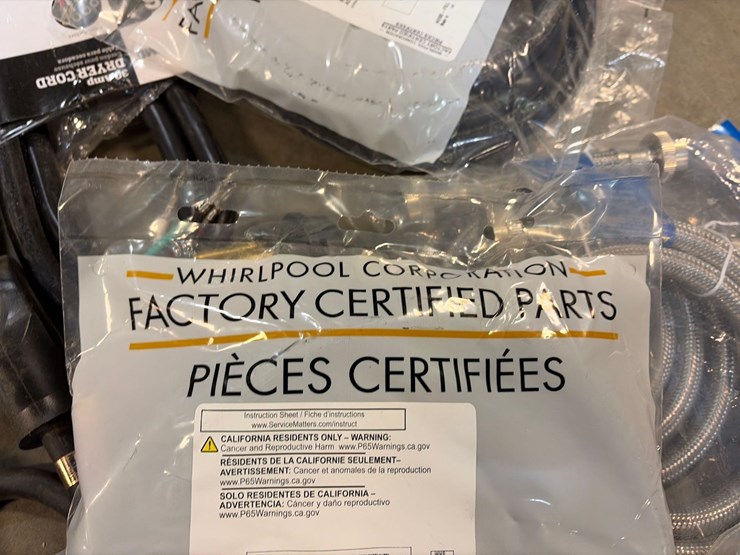 30 Amp
DRYER CORD
WHIRLPOOL CORPORATION
FACTORY CERTIFIED PARTS
PIÈCES CERTIFIÉES
Instruction Sheet / Fiche d'instructions
www.ServiceMatters.com/instruct
CALIFORNIA RESIDENTS ONLY – WARNING:
Cancer and Reproductive Harm www.P65Warnings.ca.gov
RÉSIDENTS DE LA CALIFORNIE SEULEMENT–
AVERTISSEMENT: Cancer et anomales de la reproduction
www.P65Warnings.ca.gov
SOLO RESIDENTES DE CALIFORNIA –
ADVERTENCIA: Cáncer y daño reproductivo
www.P65Warnings.ca.gov